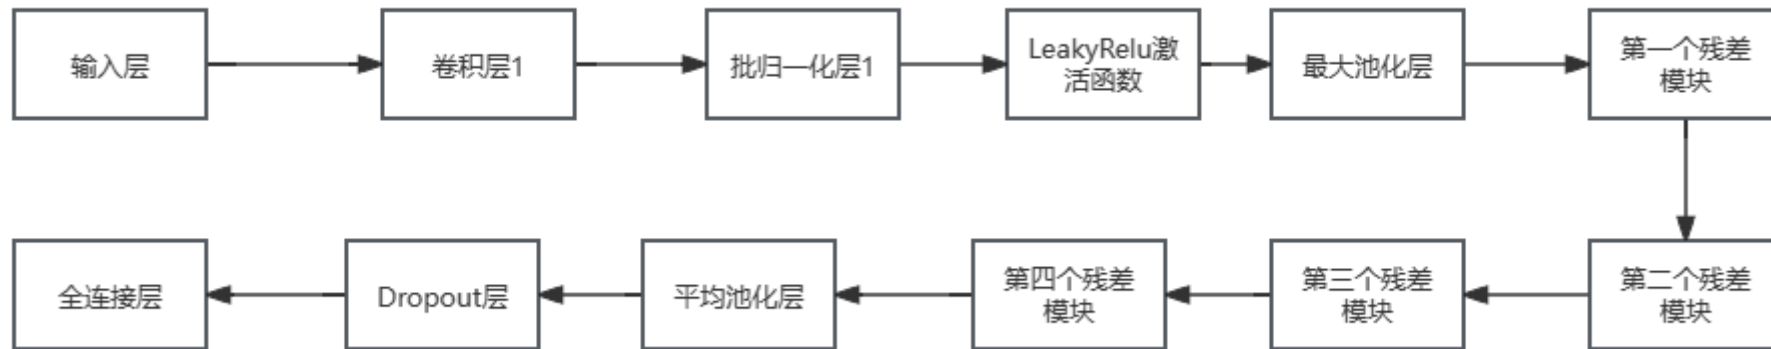 输入层
卷积层1
批归一化层1
LeakyRelu激
活函数
最大池化层
第一个残差
模块
第二个残差
模块
第三个残差
模块
第四个残差
模块
平均池化层
Dropout层
全连接层